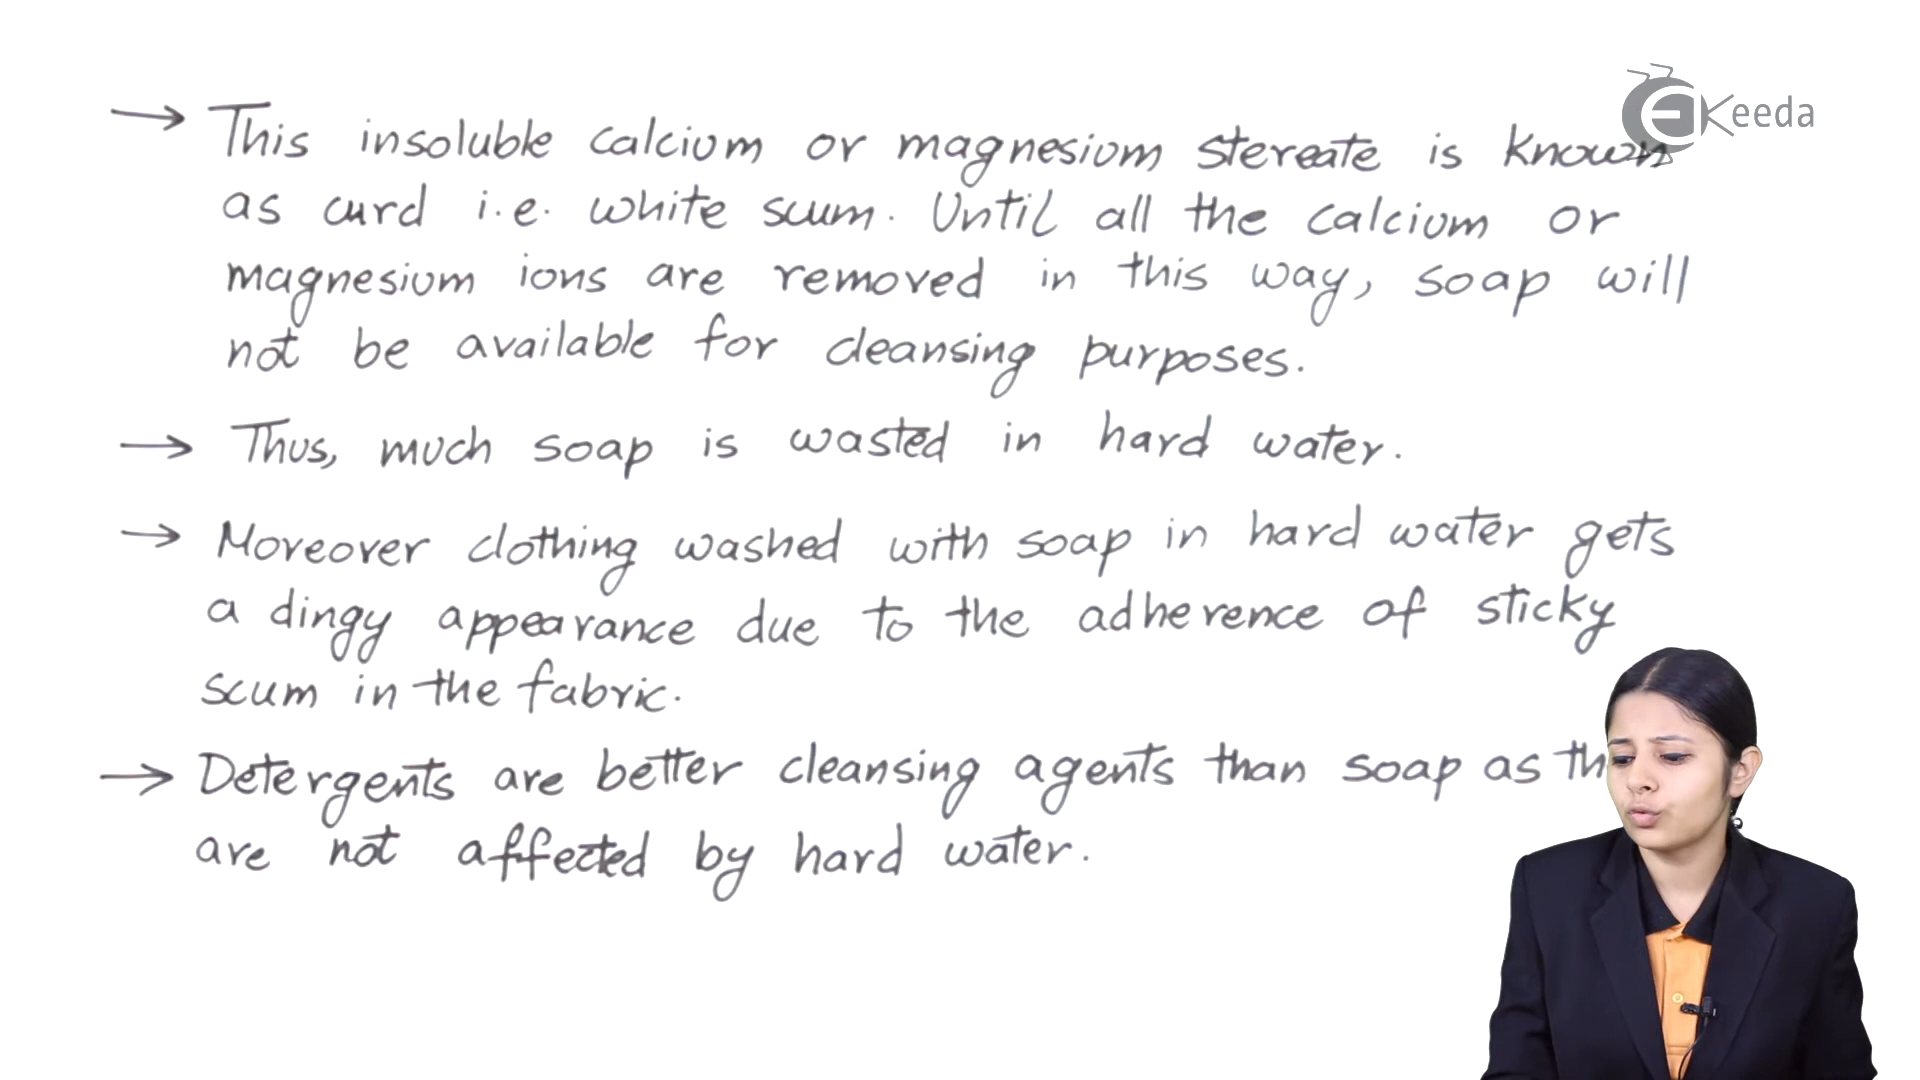 EKeeda
→ This insoluble calcium or magnesium stereate is known
as curd i.e. white scum. Until all the calcium or
magnesium ions are removed in this way, soap will
not be available for cleansing purposes.
→ Thus, much soap is wasted in hard water.
→ Moreover clothing washed with soap in hard water gets
a dingy appearance due to the adherence of sticky
scum in the fabric.
→ Detergents are better cleansing agents than soap as
are not affected by hard water.